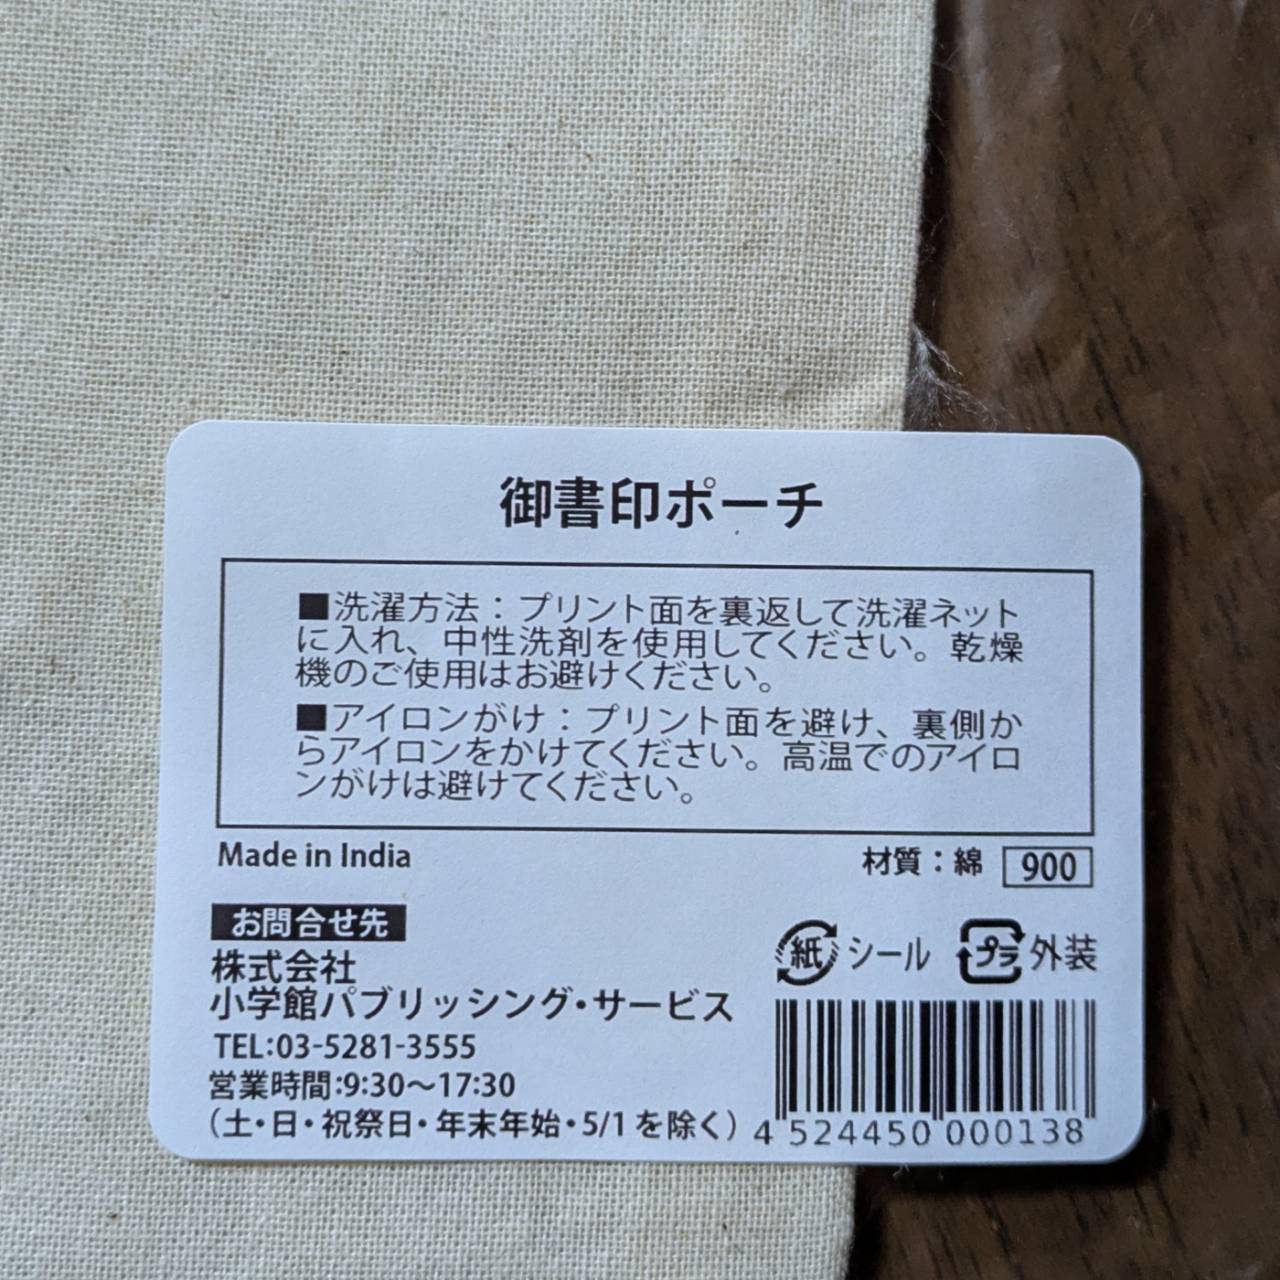 御書印ポーチ
■洗濯方法：プリント面を裏返して洗濯ネット
に入れ、中性洗剤を使用してください。乾燥
機のご使用はお避けください。
■アイロンがけ：プリント面を避け、裏側か
らアイロンをかけてください。高温でのアイロ
ンがけは避けてください。
Made in India
材質：綿 900
お問合せ先
株式会社
小学館パブリッシング・サービス
TEL:03-5281-3555
営業時間:9:30〜17:30
（土・日・祝祭日・年末年始・5/1を除く）
紙 シール プラ 外装
4 524450 000138